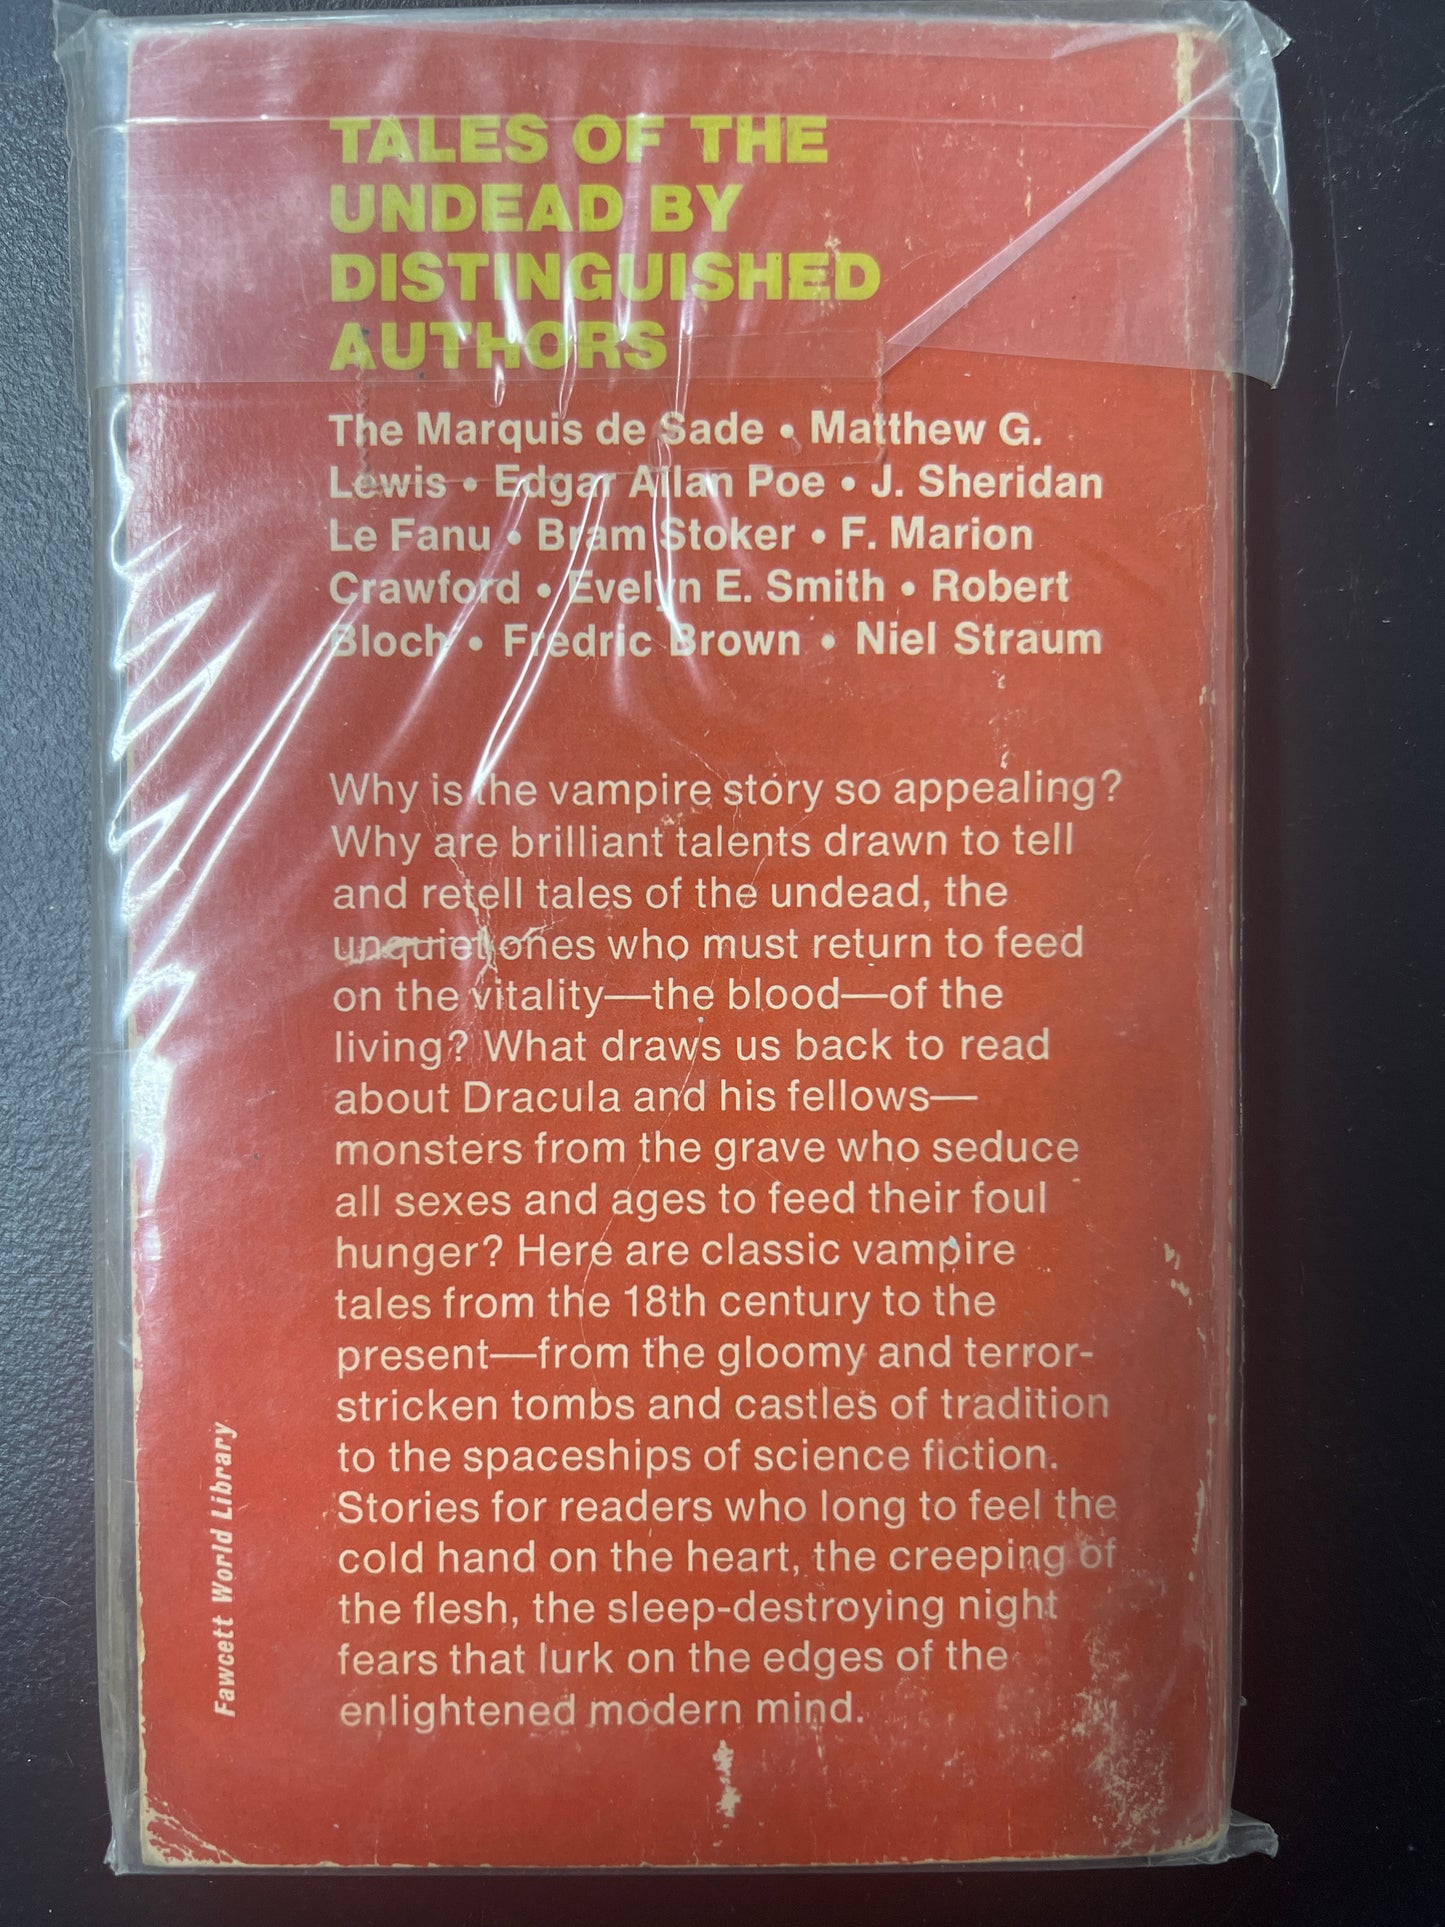 TALES OF THE
UNDEAD BY
DISTINGUISHED
AUTHORS
The Marquis de Sade • Matthew G.
Lewis • Edgar Allan Poe • J. Sheridan
Le Fanu • Bram Stoker • F. Marion
Crawford • Evelyn E. Smith • Robert
Bloch • Fredric Brown • Niel Straum
Why is the vampire story so appealing?
Why are brilliant talents drawn to tell
and retell tales of the undead, the
unquiet ones who must return to feed
on the vitality—the blood—of the
living? What draws us back to read
about Dracula and his fellows—
monsters from the grave who seduce
all sexes and ages to feed their foul
hunger? Here are classic vampire
tales from the 18th century to the
present—from the gloomy and terror-
stricken tombs and castles of tradition
to the spaceships of science fiction.
Stories for readers who long to feel the
cold hand on the heart, the creeping of
the flesh, the sleep-destroying night
fears that lurk on the edges of the
enlightened modern mind.
Fawcett World Library